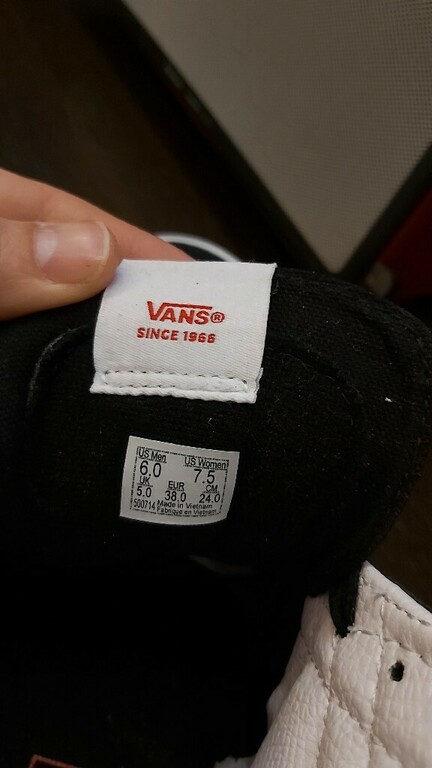 VANS®
SINCE 1966
US Men US Women
6.0 7.5
UK EUR CM
5.0 38.0 24.0
500714 Made in Vietnam
Fabriqué en Vietnam